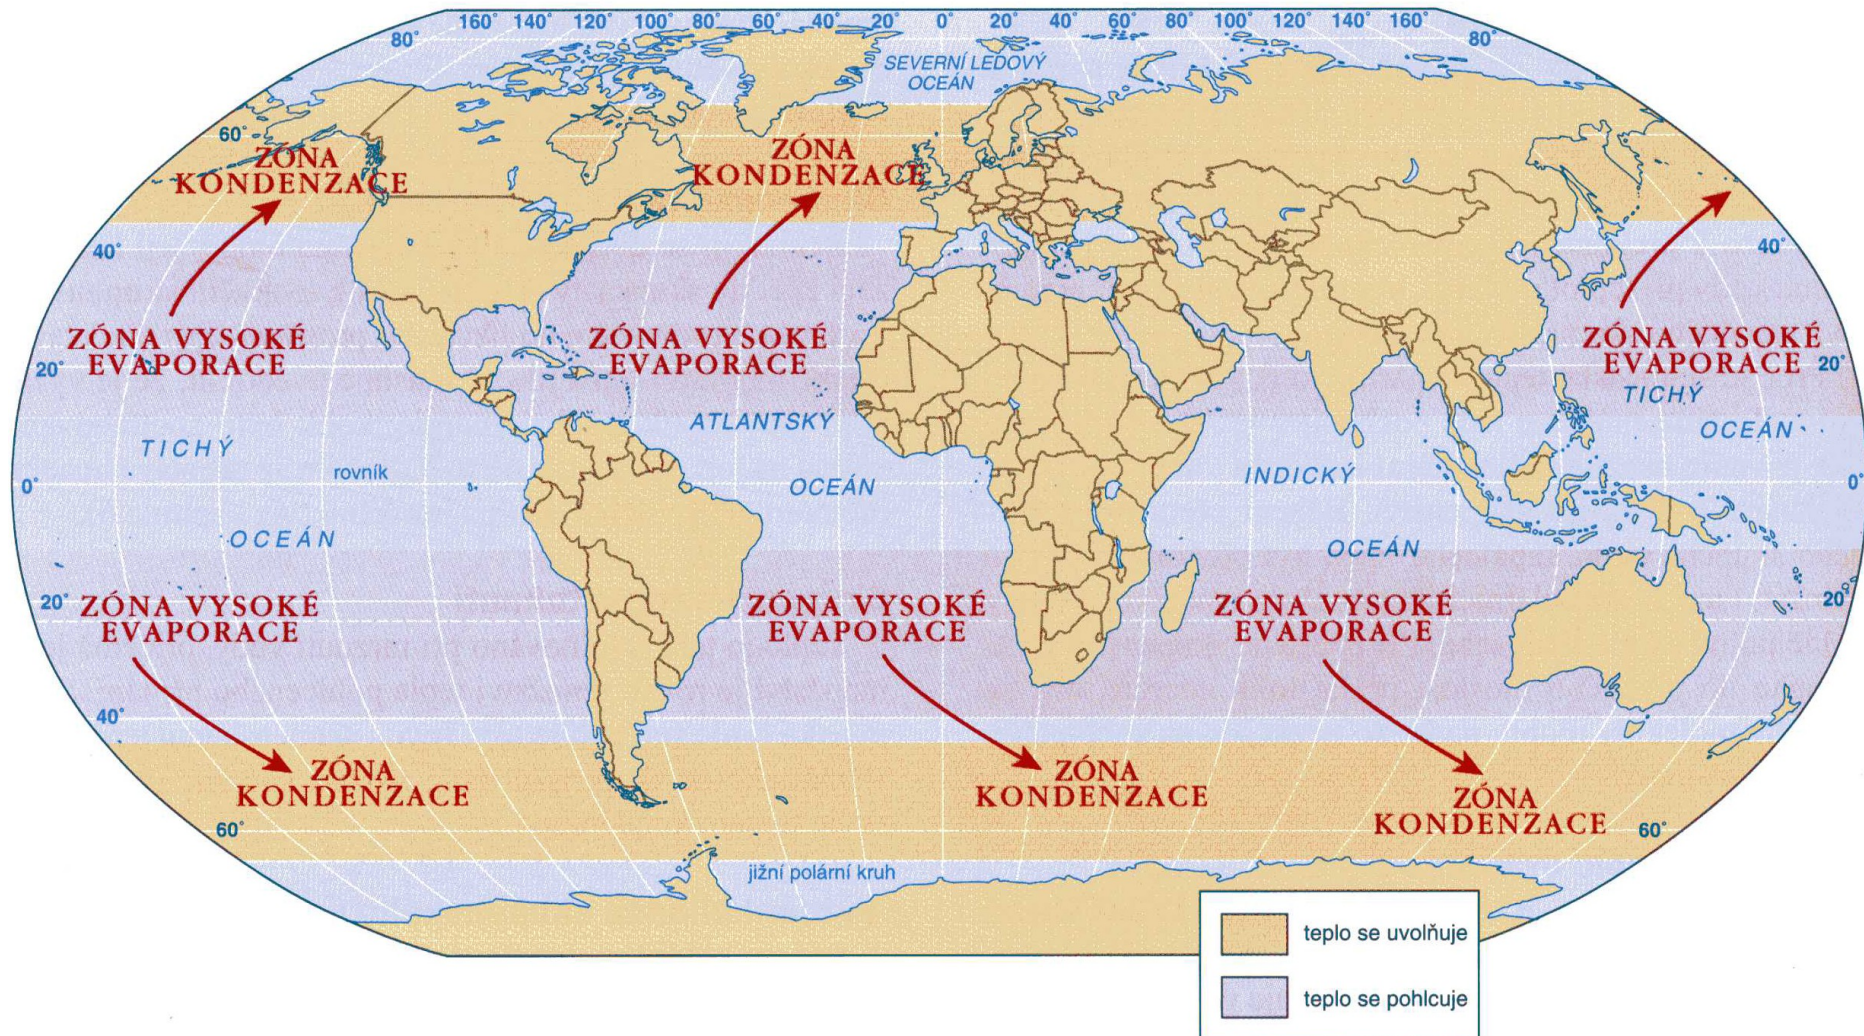 160° 140° 120° 100° 80° 60° 40° 20° 0° 20° 40° 60° 80° 100° 120° 140° 160°
80° 80°
SEVERNÍ LEDOVÝ
OCEÁN
60°
ZÓNA
KONDENZACE
ZÓNA
KONDENZACE
40° 40°
ZÓNA VYSOKÉ
EVAPORACE
ZÓNA VYSOKÉ
EVAPORACE
ZÓNA VYSOKÉ
EVAPORACE
20° 20°
TICHÝ
OCEÁN
ATLANTSKÝ
OCEÁN
TICHÝ
OCEÁN
rovník
INDICKÝ
OCEÁN
0° 0°
ZÓNA VYSOKÉ
EVAPORACE
ZÓNA VYSOKÉ
EVAPORACE
ZÓNA VYSOKÉ
EVAPORACE
20° 20°
40°
ZÓNA
KONDENZACE
ZÓNA
KONDENZACE
ZÓNA
KONDENZACE
60° 60°
jižní polární kruh
teplo se uvolňuje
teplo se pohlcuje